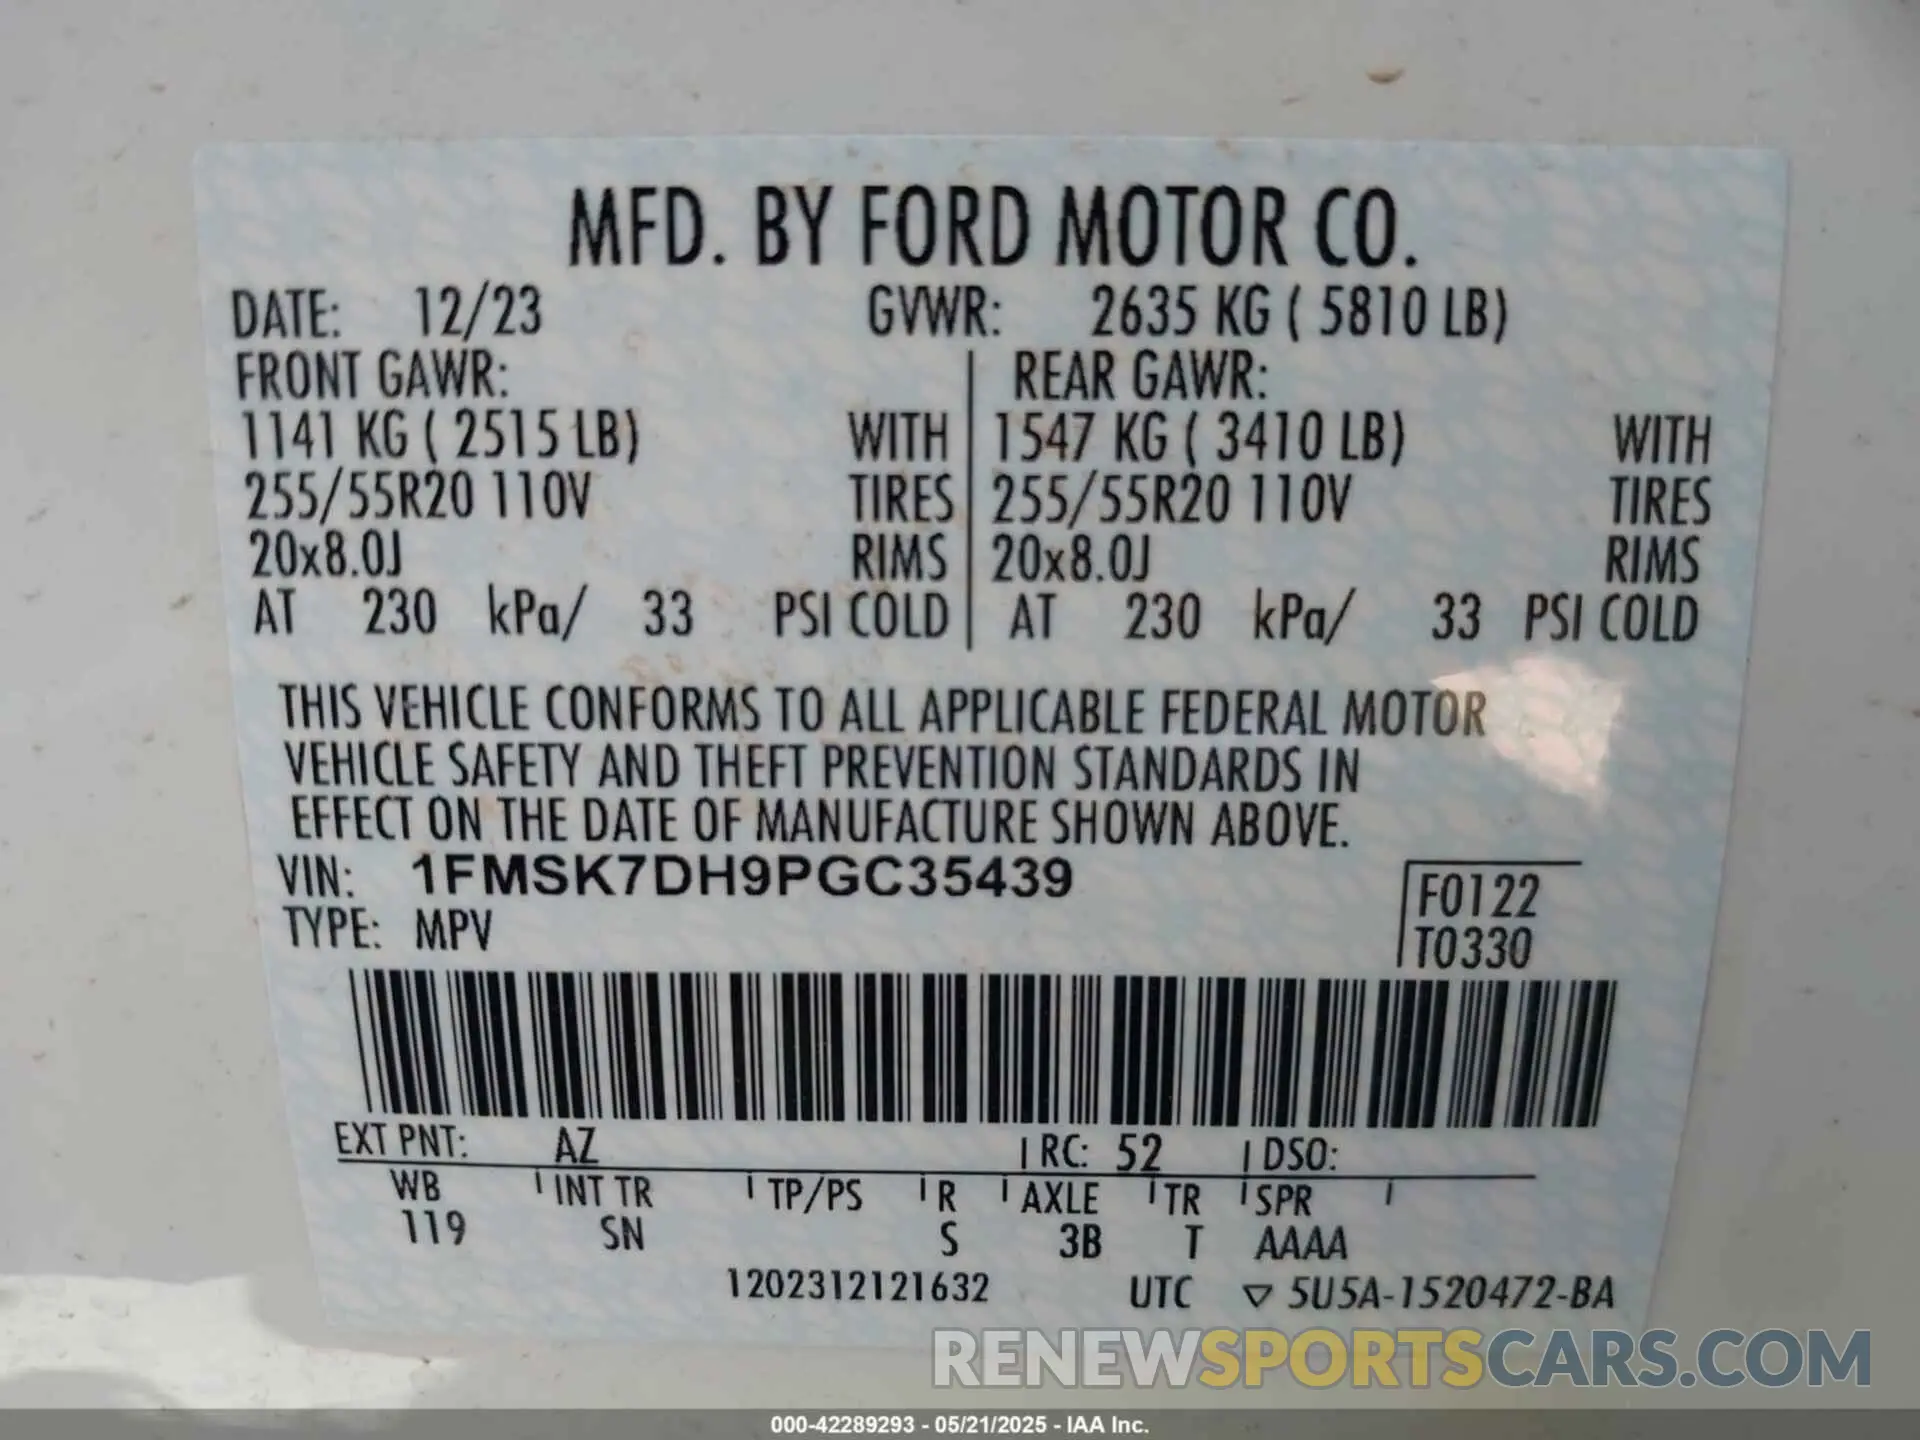 MFD. BY FORD MOTOR CO.
DATE: 12/23 GVWR: 2635 KG ( 5810 LB)
FRONT GAWR: REAR GAWR:
1141 KG ( 2515 LB) WITH 1547 KG ( 3410 LB) WITH
255/55R20 110V TIRES 255/55R20 110V TIRES
20x8.0J RIMS 20x8.0J RIMS
AT 230 kPa/ 33 PSI COLD AT 230 kPa/ 33 PSI COLD
THIS VEHICLE CONFORMS TO ALL APPLICABLE FEDERAL MOTOR
VEHICLE SAFETY AND THEFT PREVENTION STANDARDS IN
EFFECT ON THE DATE OF MANUFACTURE SHOWN ABOVE.
VIN: 1FMSK7DH9PGC35439
F0122
TYPE: MPV
T0330
EXT PNT: AZ RC: 52 DSO:
WB INT TR TP/PS R AXLE TR SPR
119 SN S 3B T AAAA
1202312121632 UTC ▽ 5U5A-1520472-BA
RENEWSPORTSCARS.COM
000-42289293 - 05/21/2025 - IAA Inc.